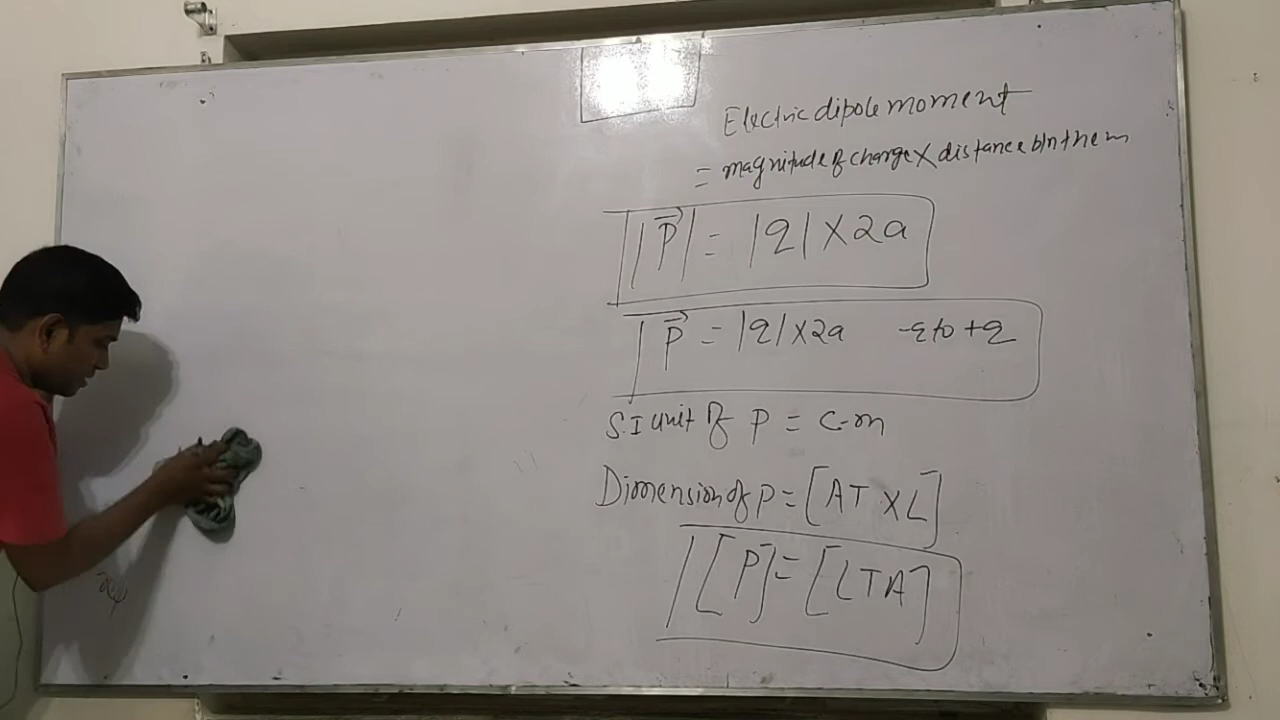 Electric dipole moment
= magnitude of charge X distance b/n them
|P⃗| = |q| X 2a
P⃗ = |q| X 2a -q to +q
S.I unit of P = C-m
Dimension of P = [AT X L]
[P] = [LTA]